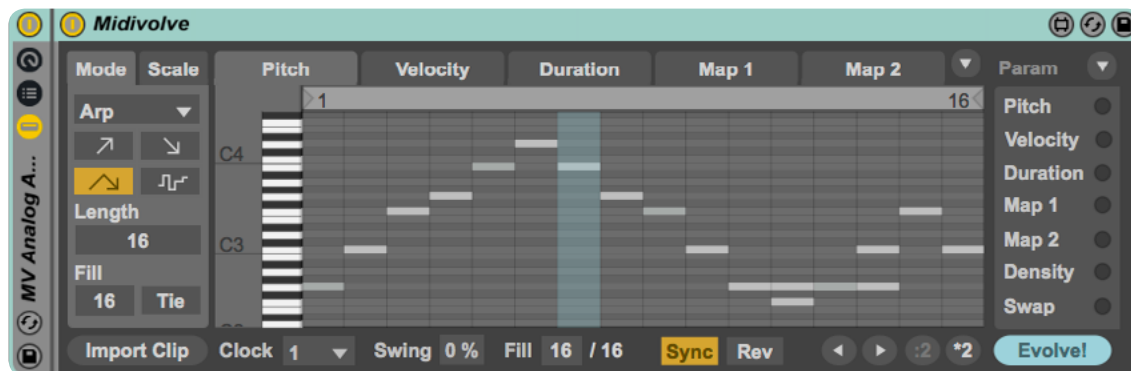 Midivolve
MV Analog A...
Mode Scale Pitch Velocity Duration Map 1 Map 2 Param
1 16
Arp
Pitch
C4
Velocity
Duration
Length
Map 1
16
C3
Map 2
Fill
Density
16 Tie
Swap
Import Clip Clock 1 Swing 0 % Fill 16 / 16 Sync Rev :2 *2 Evolve!